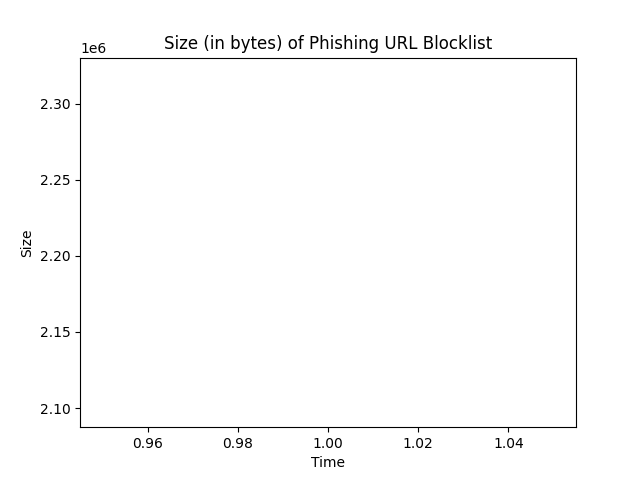 Size (in bytes) of Phishing URL Blocklist
1e6
2.30
2.25
2.20
2.15
2.10
Size
0.96 0.98 1.00 1.02 1.04
Time